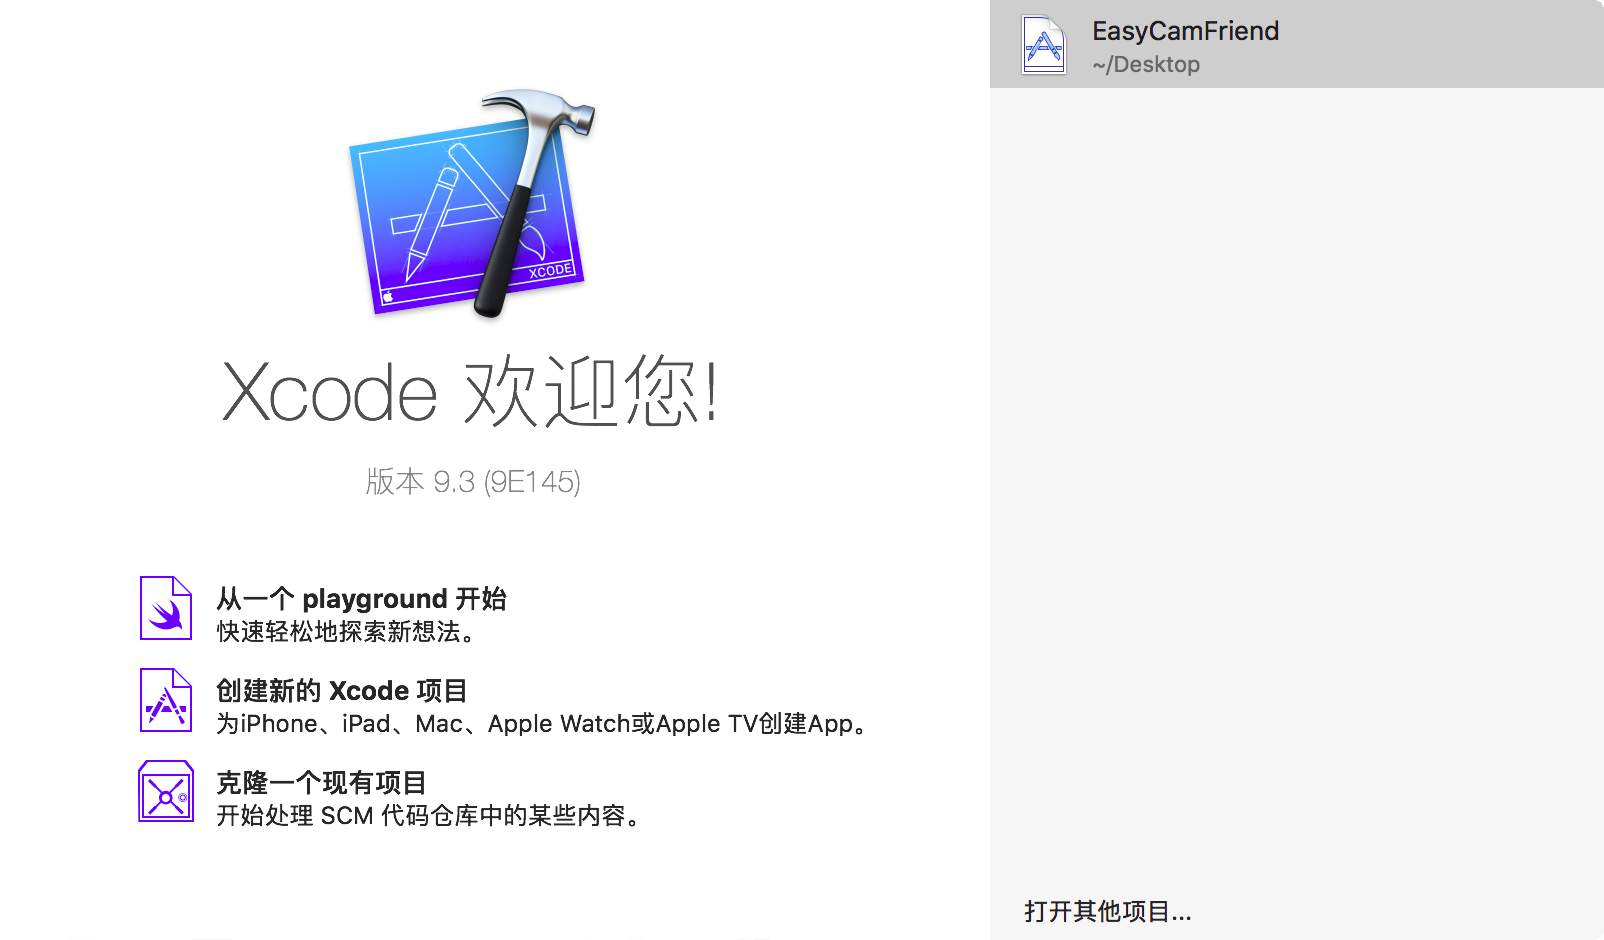 XCODE
Xcode 欢迎您!
版本 9.3 (9E145)
从一个 playground 开始
快速轻松地探索新想法。
创建新的 Xcode 项目
为iPhone、iPad、Mac、Apple Watch或Apple TV创建App。
克隆一个现有项目
开始处理 SCM 代码仓库中的某些内容。
EasyCamFriend
~/Desktop
打开其他项目...